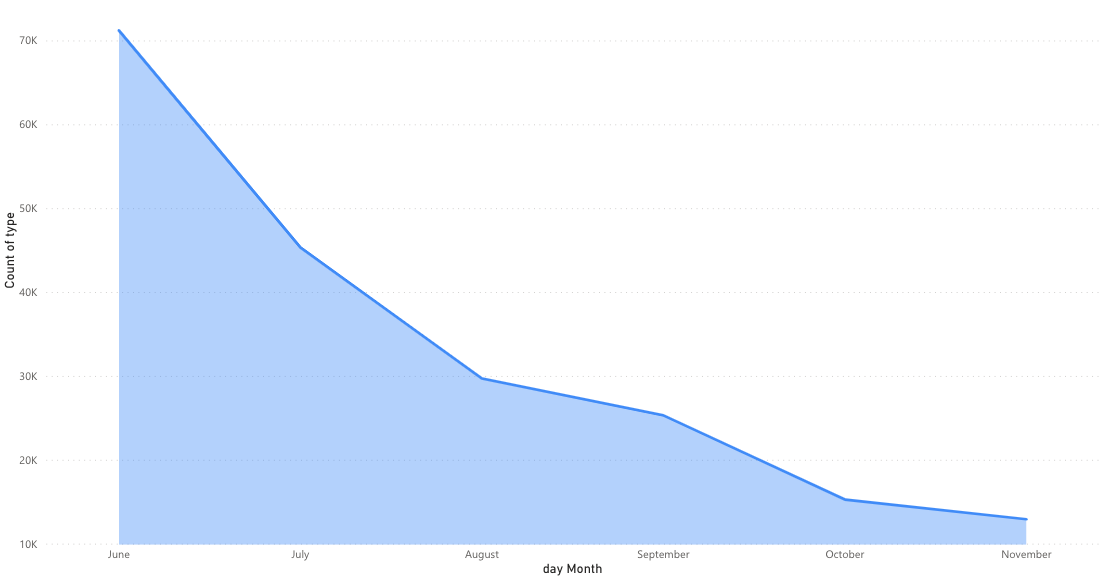 70K
60K
50K
40K
30K
20K
10K
Count of type
June July August September October November
day Month